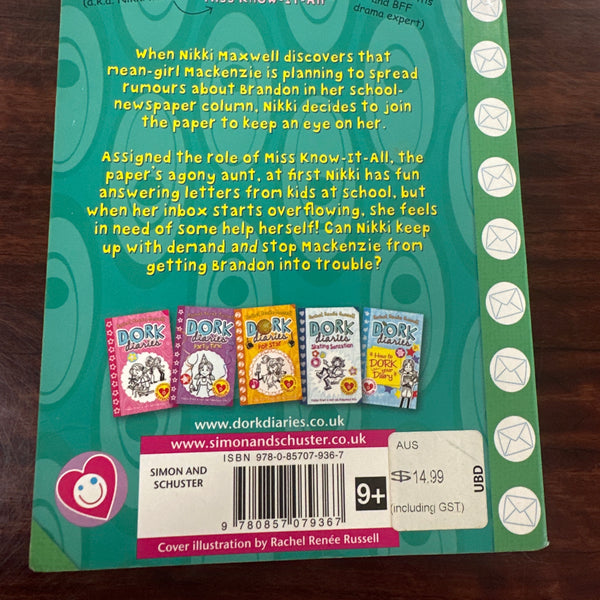 (a.k.a. Nikki
Miss Know-It-All
and BFF
drama expert)
When Nikki Maxwell discovers that
mean-girl Mackenzie is planning to spread
rumours about Brandon in her school-
newspaper column, Nikki decides to join
the paper to keep an eye on her.
Assigned the role of Miss Know-It-All, the
paper's agony aunt, at first Nikki has fun
answering letters from kids at school, but
when her inbox starts overflowing, she feels
in need of some help herself! Can Nikki keep
up with demand and stop Mackenzie from
getting Brandon into trouble?
DORK
diaries
DORK
diaries
Party Time
DORK
diaries
Pop Star
DORK
diaries
Skating Sensation
DORK
diaries
How to
DORK
your
Diary
www.dorkdiaries.co.uk
www.simonandschuster.co.uk
ISBN 978-0-85707-936-7
SIMON AND
SCHUSTER
9+
9 780857 079367
AUS
$14.99
(including GST)
UBD
Cover illustration by Rachel Renée Russell